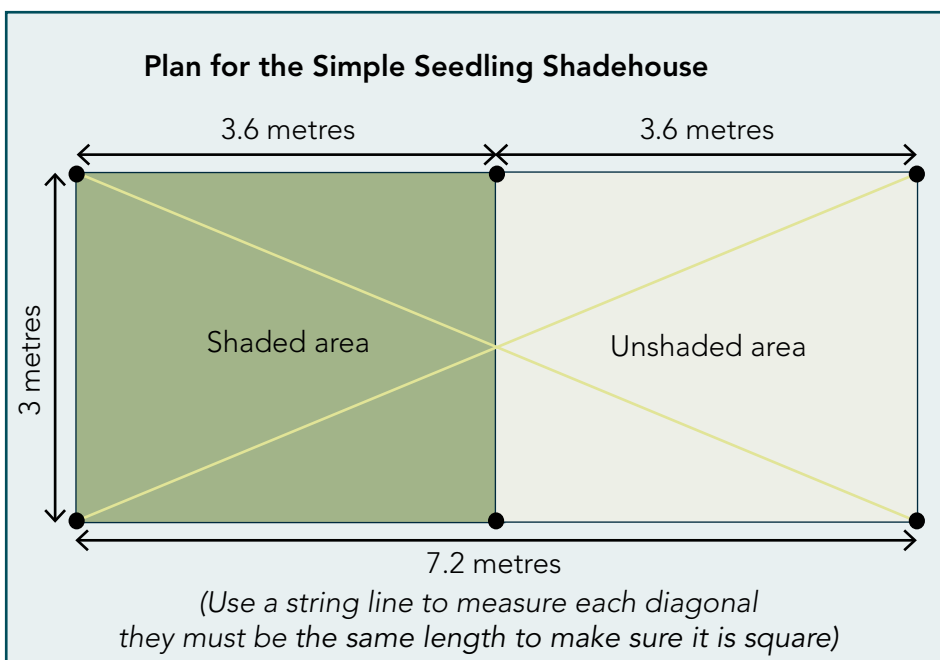 Plan for the Simple Seedling Shadehouse
3.6 metres
3.6 metres
3 metres
Shaded area
Unshaded area
7.2 metres
(Use a string line to measure each diagonal
they must be the same length to make sure it is square)